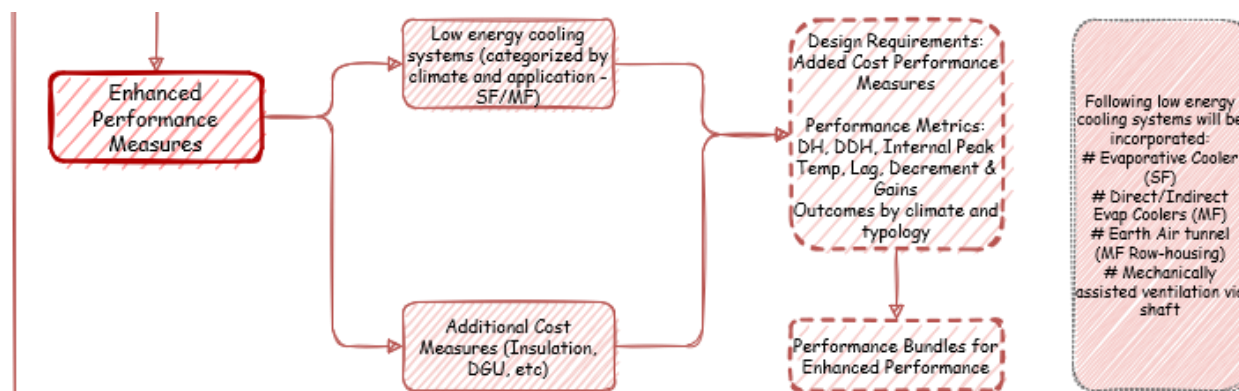 Enhanced
Performance
Measures
Low energy cooling
systems (categorized by
climate and application -
SF/MF)
Additional Cost
Measures (Insulation,
DGU, etc)
Design Requirements:
Added Cost Performance
Measures
Performance Metrics:
DH, DDH, Internal Peak
Temp, Lag, Decrement &
Gains
Outcomes by climate and
typology
Performance Bundles for
Enhanced Performance
Following low energy
cooling systems will be
incorporated:
# Evaporative Cooler
(SF)
# Direct/Indirect
Evap Coolers (MF)
# Earth Air tunnel
(MF Row-housing)
# Mechanically
assisted ventilation via
shaft